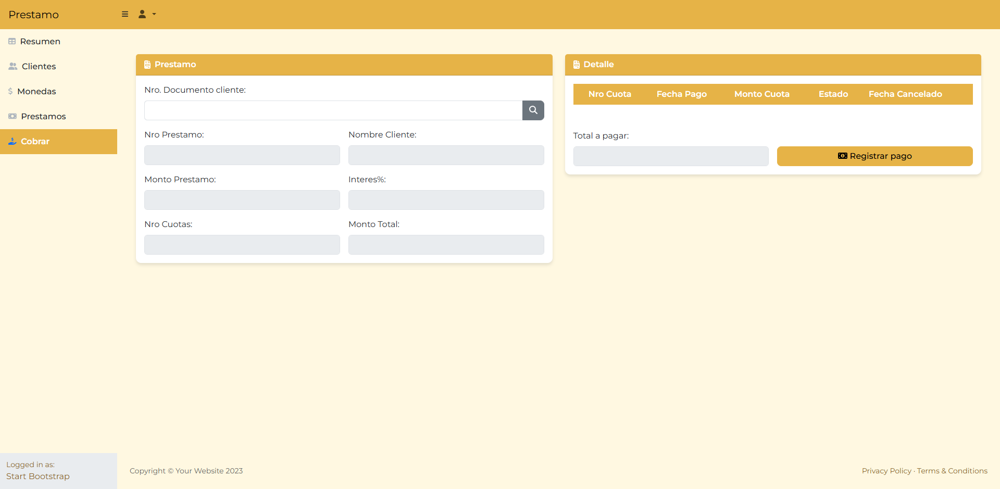 Prestamo
Resumen
Clientes
Monedas
Prestamos
Cobrar
Prestamo
Nro. Documento cliente:
Nro Prestamo:
Nombre Cliente:
Monto Prestamo:
Interes%:
Nro Cuotas:
Monto Total:
Detalle
Nro Cuota Fecha Pago Monto Cuota Estado Fecha Cancelado
Total a pagar:
Registrar pago
Logged in as:
Start Bootstrap
Copyright © Your Website 2023
Privacy Policy · Terms & Conditions